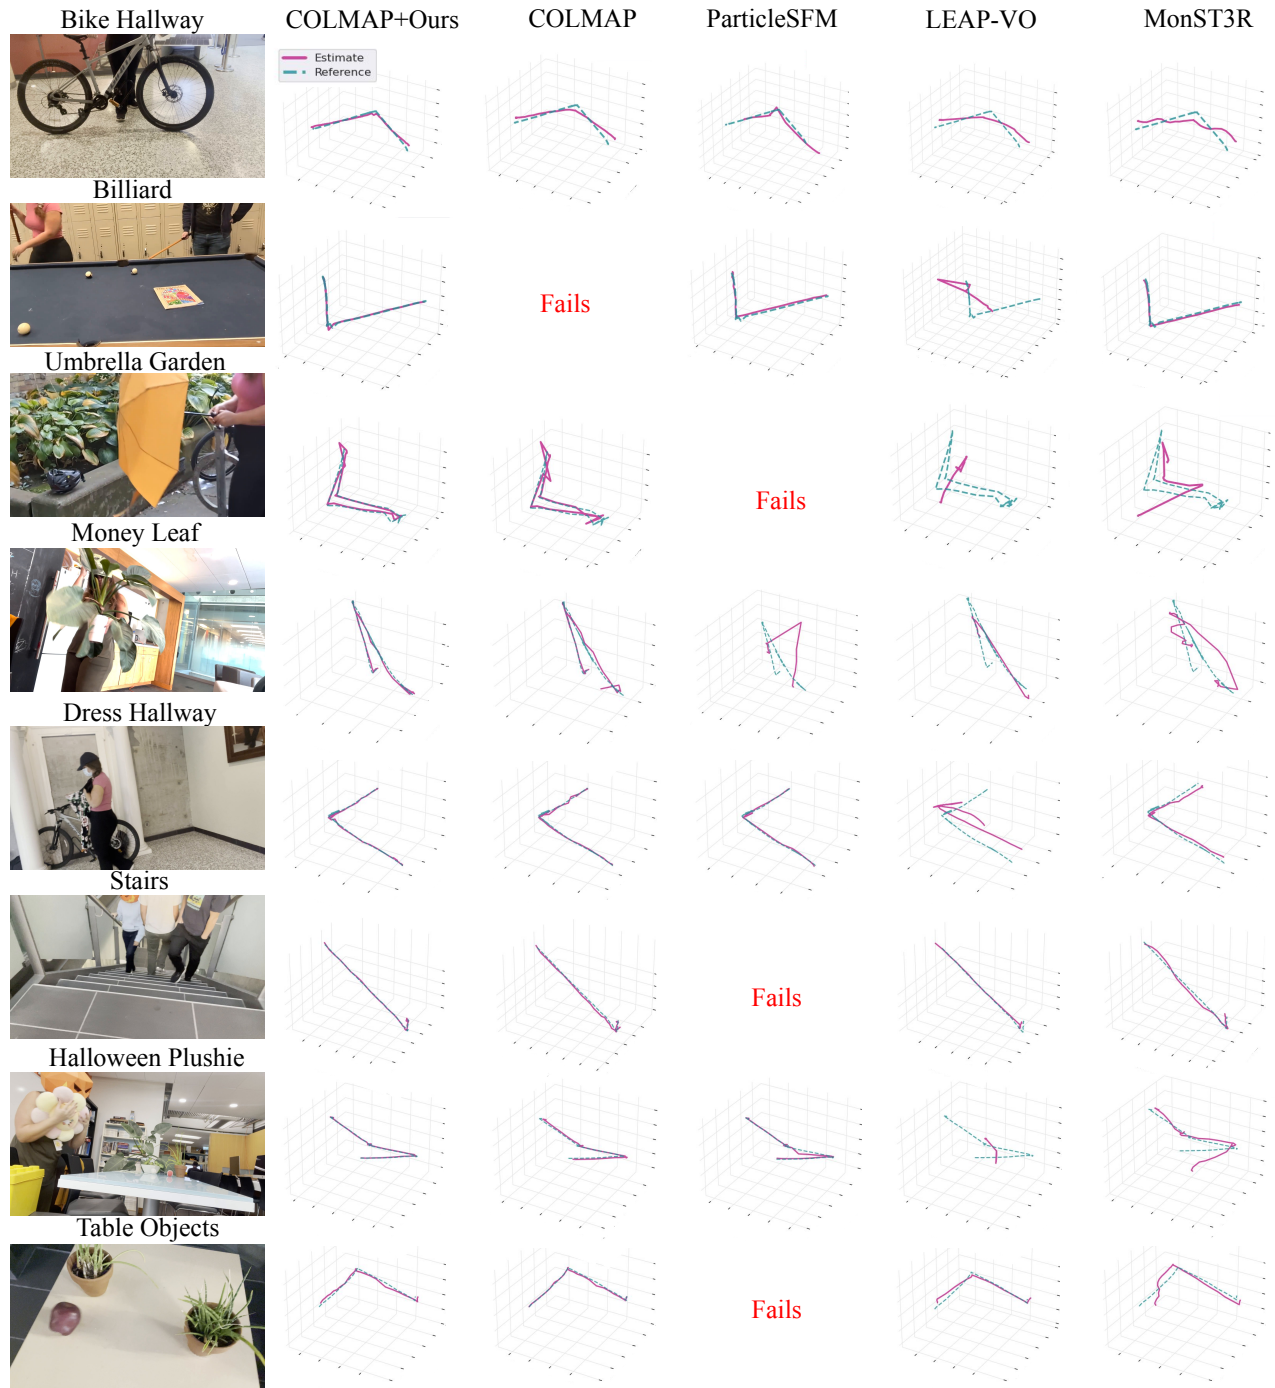 Bike Hallway COLMAP+Ours COLMAP ParticleSFM LEAP-VO MonST3R
Estimate
Reference
Billiard
Fails
Umbrella Garden
Fails
Money Leaf
Dress Hallway
Stairs
Fails
Halloween Plushie
Table Objects
Fails